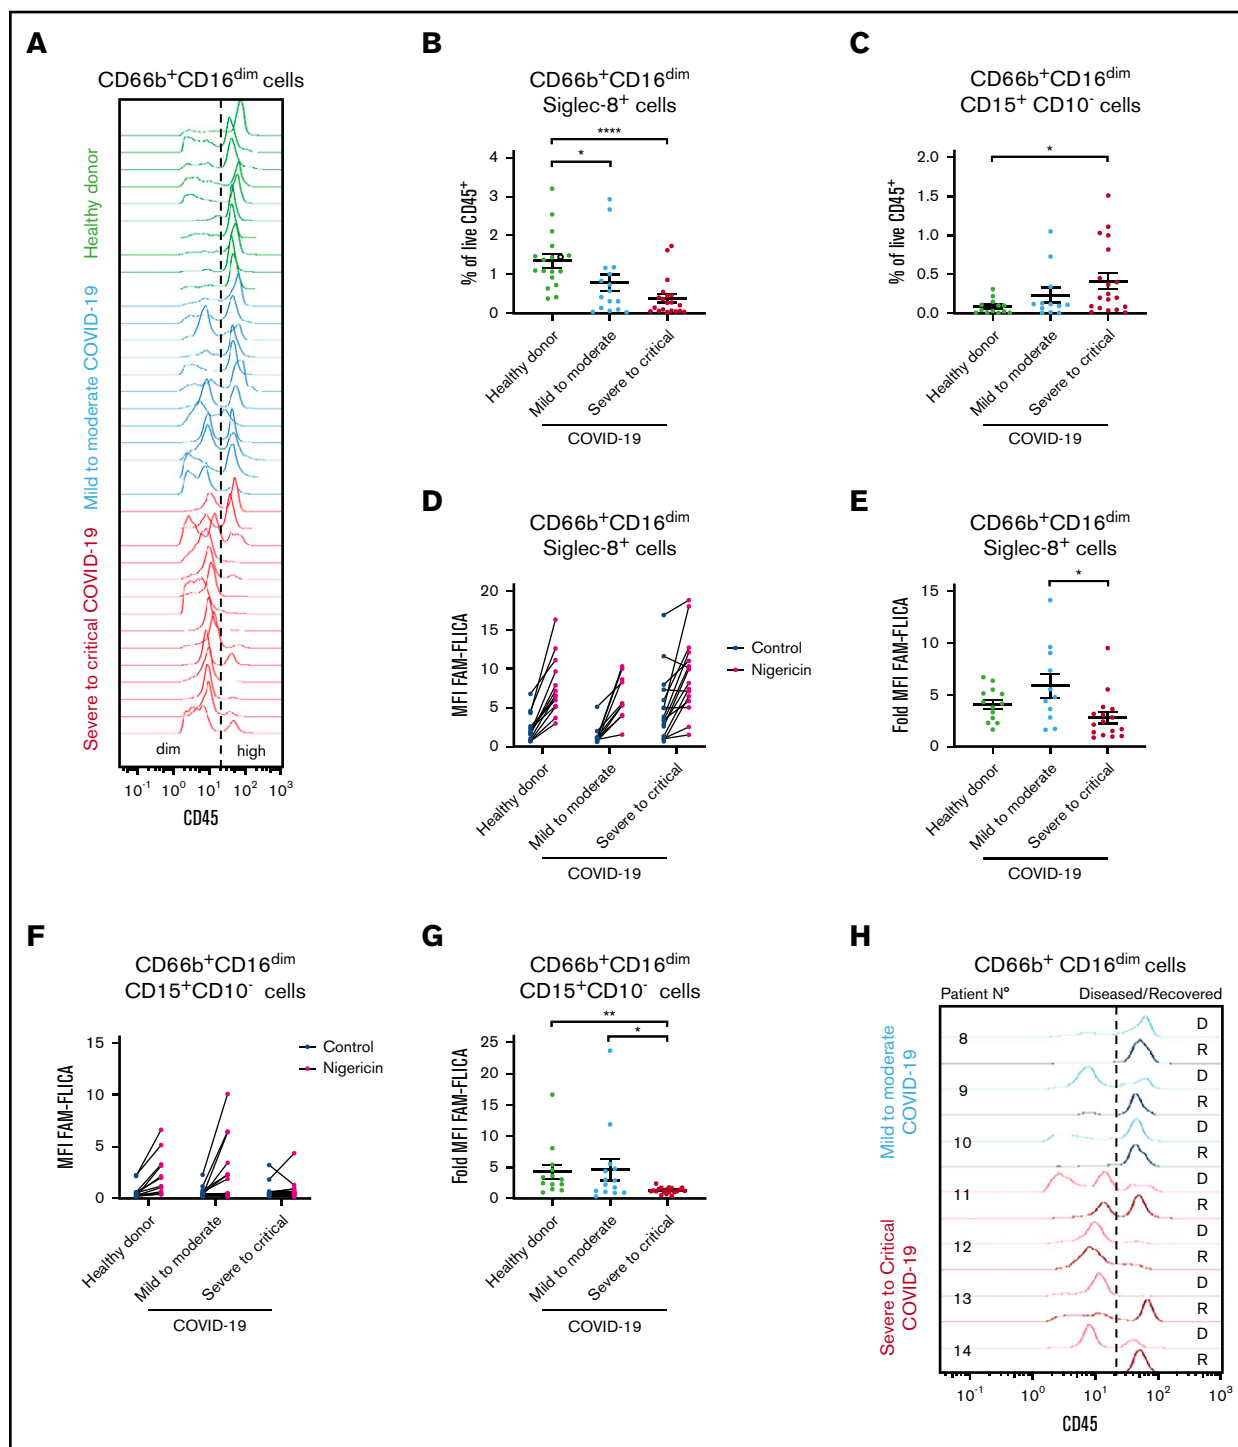 A
CD66b⁺CD16ᵈⁱᵐ cells
Healthy donor
Mild to moderate COVID-19
Severe to critical COVID-19
dim high
10⁻¹ 10⁰ 10¹ 10² 10³
CD45
B
CD66b⁺CD16ᵈⁱᵐ
Siglec-8⁺ cells
****
*
% of live CD45⁺
4
3
2
1
0
Healthy donor
Mild to moderate
Severe to critical
COVID-19
C
CD66b⁺CD16ᵈⁱᵐ
CD15⁺ CD10⁻ cells
*
% of live CD45⁺
2.0
1.5
1.0
0.5
0.0
Healthy donor
Mild to moderate
Severe to critical
COVID-19
D
CD66b⁺CD16ᵈⁱᵐ
Siglec-8⁺ cells
MFI FAM-FLICA
20
15
10
5
0
Control
Nigericin
Healthy donor
Mild to moderate
Severe to critical
COVID-19
E
CD66b⁺CD16ᵈⁱᵐ
Siglec-8⁺ cells
*
Fold MFI FAM-FLICA
15
10
5
0
Healthy donor
Mild to moderate
Severe to critical
COVID-19
F
CD66b⁺CD16ᵈⁱᵐ
CD15⁺CD10⁻ cells
MFI FAM-FLICA
15
10
5
0
Control
Nigericin
Healthy donor
Mild to moderate
Severe to critical
COVID-19
G
CD66b⁺CD16ᵈⁱᵐ
CD15⁺CD10⁻ cells
**
*
Fold MFI FAM-FLICA
25
20
15
10
5
0
Healthy donor
Mild to moderate
Severe to critical
COVID-19
H
CD66b⁺ CD16ᵈⁱᵐ cells
Patient N° Diseased/Recovered
Mild to moderate
COVID-19
Severe to Critical
COVID-19
8 D
R
9 D
R
10 D
R
11 D
R
12 D
R
13 D
R
14 D
R
10⁻¹ 10⁰ 10¹ 10² 10³
CD45